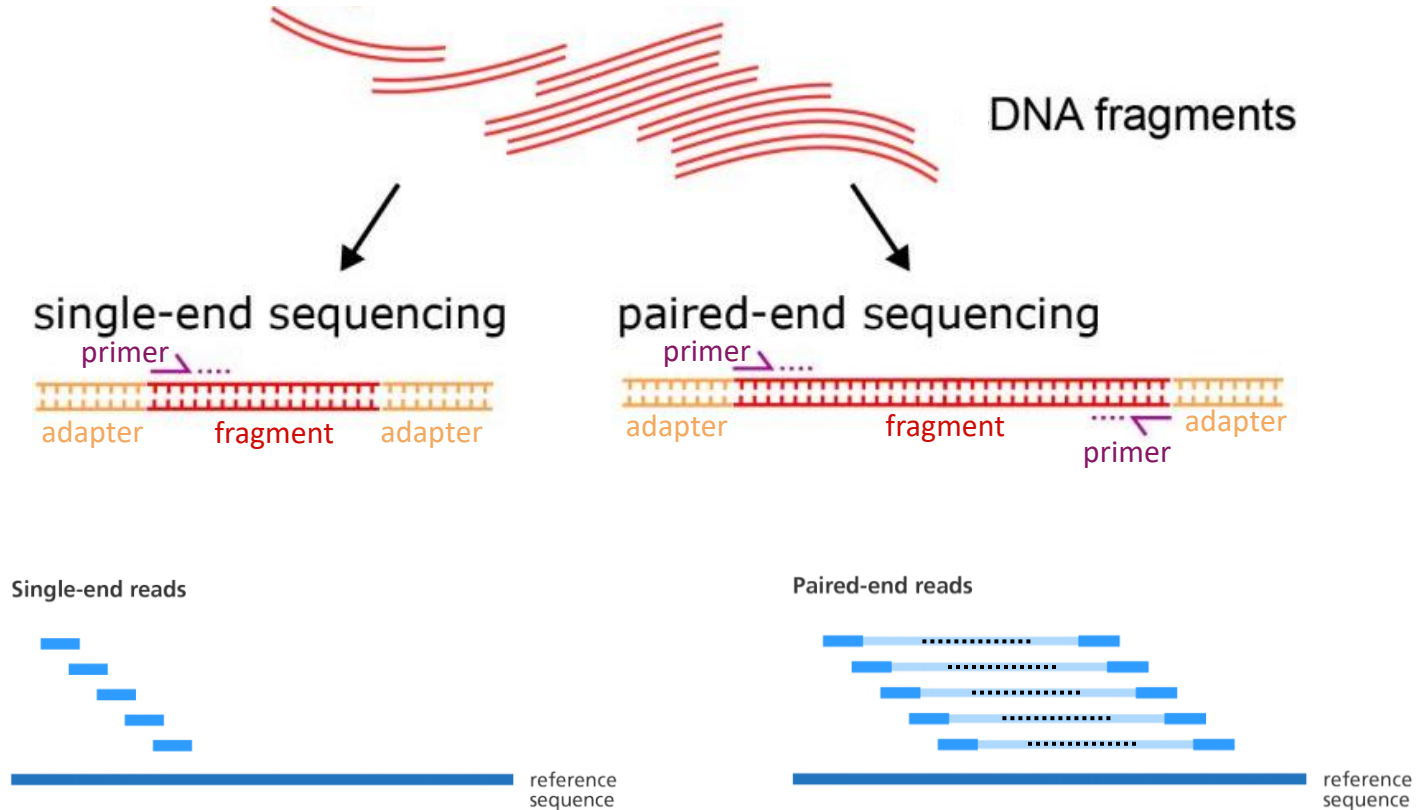 DNA fragments
single-end sequencing
paired-end sequencing
primer
primer
adapter
fragment
adapter
adapter
fragment
adapter
primer
Single-end reads
Paired-end reads
reference
sequence
reference
sequence